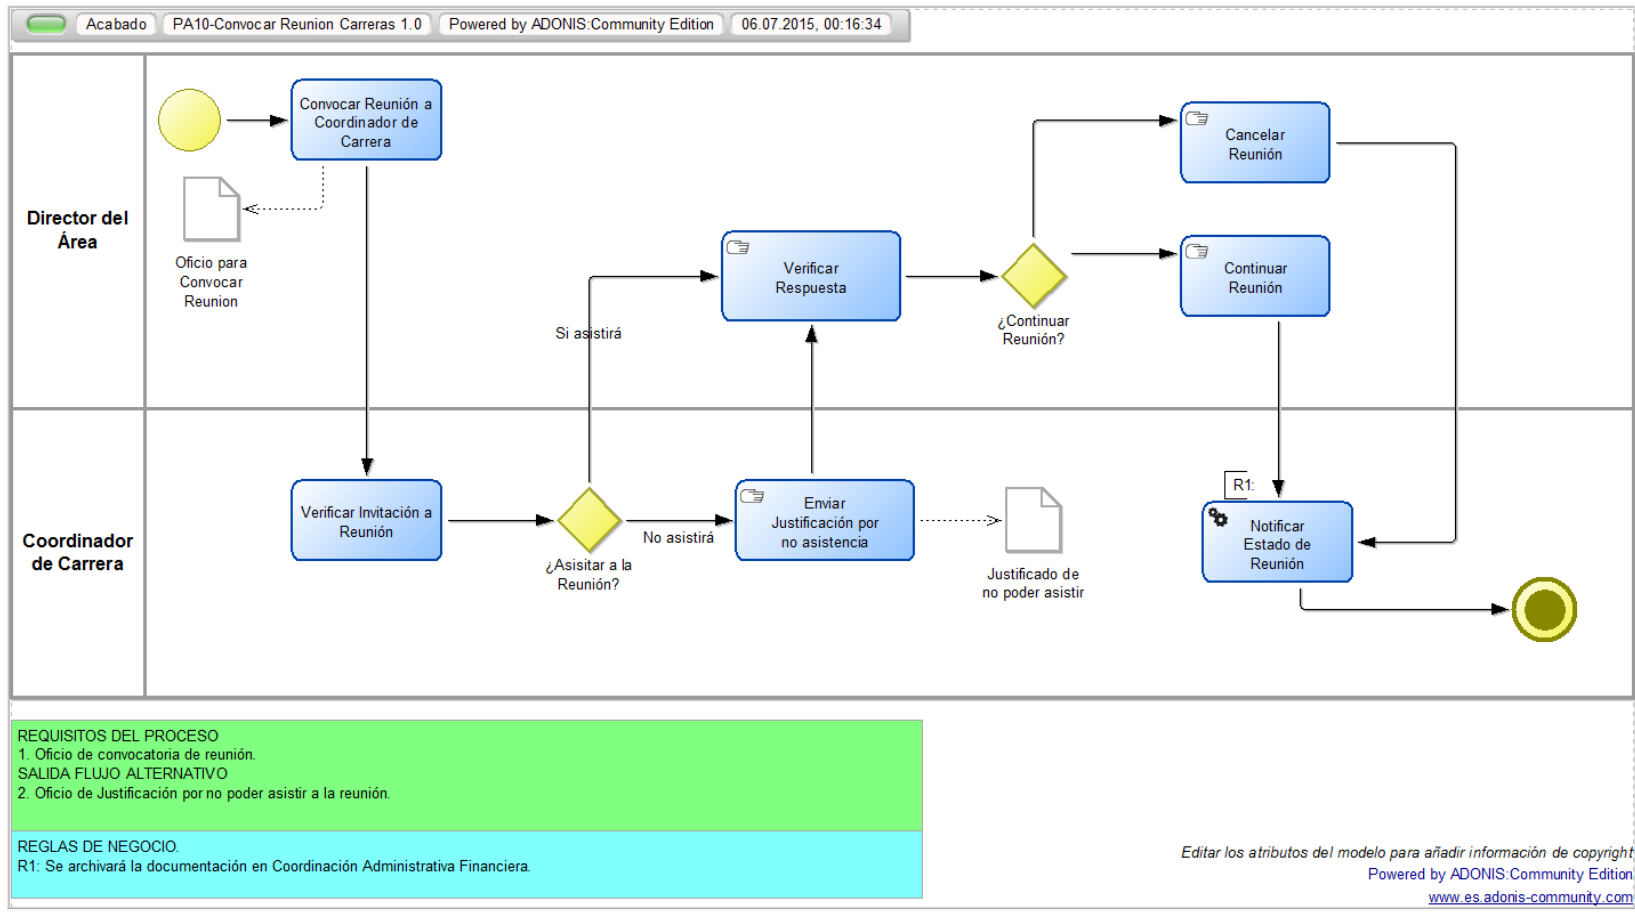 Acabado
PA10-Convocar Reunion Carreras 1.0
Powered by ADONIS:Community Edition
06.07.2015, 00:16:34
Director del
Área
Convocar Reunión a
Coordinador de
Carrera
Oficio para
Convocar
Reunion
Si asistirá
Verificar
Respuesta
¿Continuar
Reunión?
Cancelar
Reunión
Continuar
Reunión
Coordinador
de Carrera
Verificar Invitación a
Reunión
¿Asisitar a la
Reunión?
No asistirá
Enviar
Justificación por
no asistencia
Justificado de
no poder asistir
R1:
Notificar
Estado de
Reunión
REQUISITOS DEL PROCESO
1. Oficio de convocatoria de reunión.
SALIDA FLUJO ALTERNATIVO
2. Oficio de Justificación por no poder asistir a la reunión.
REGLAS DE NEGOCIO.
R1: Se archivará la documentación en Coordinación Administrativa Financiera.
Editar los atributos del modelo para añadir información de copyright
Powered by ADONIS:Community Edition
www.es.adonis-community.com